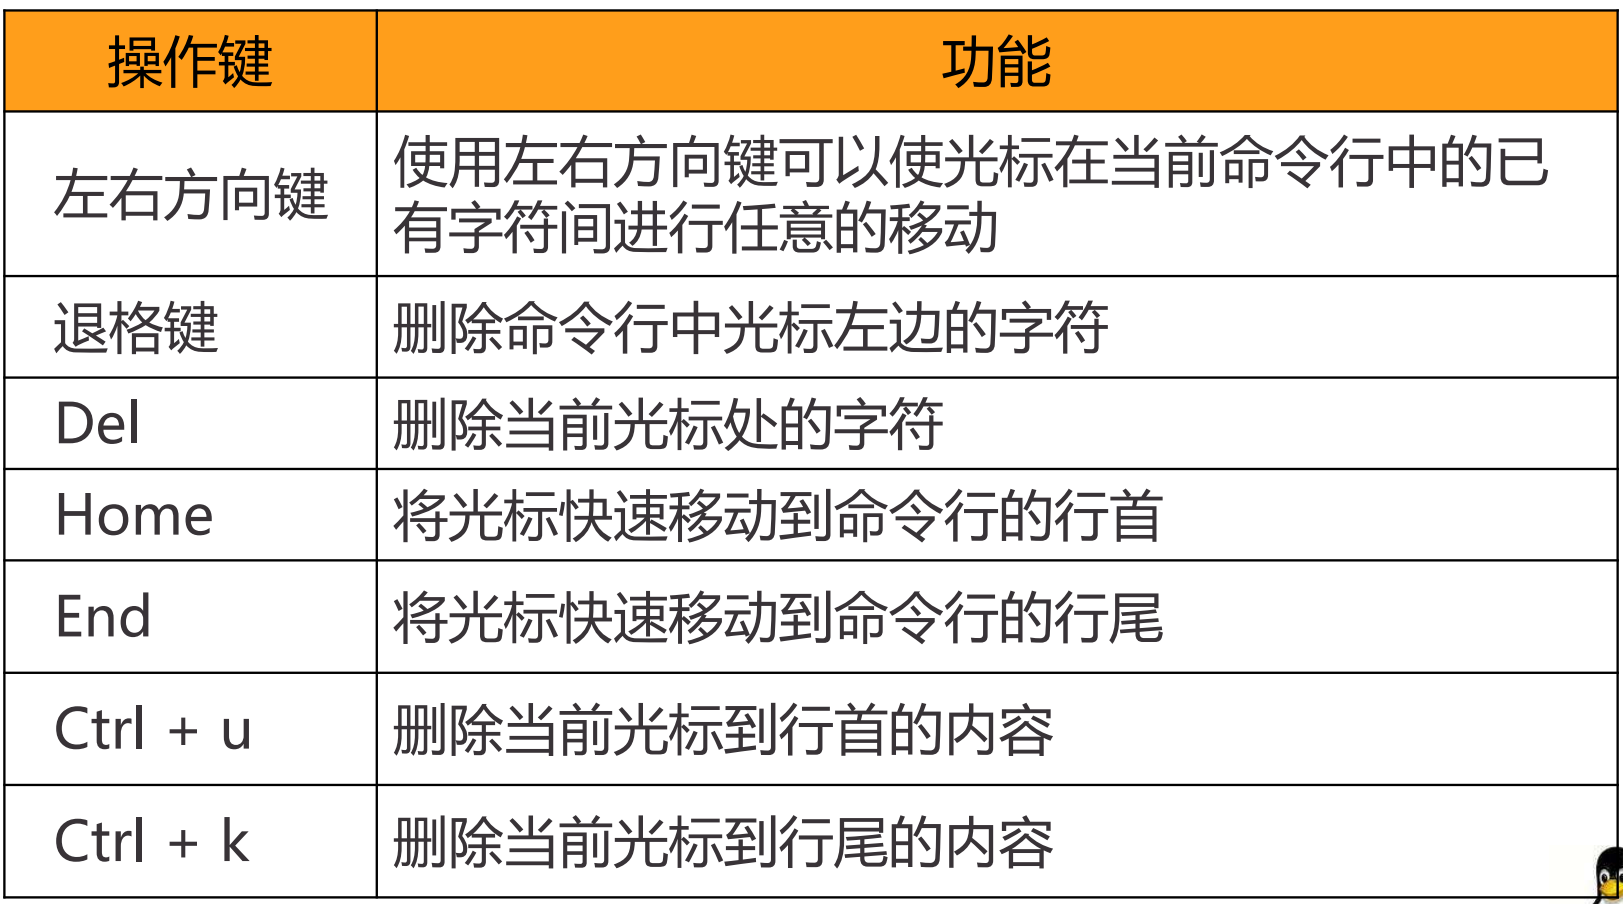 操作键 功能
左右方向键 使用左右方向键可以使光标在当前命令行中的已
有字符间进行任意的移动
退格键 删除命令行中光标左边的字符
Del 删除当前光标处的字符
Home 将光标快速移动到命令行的行首
End 将光标快速移动到命令行的行尾
Ctrl + u 删除当前光标到行首的内容
Ctrl + k 删除当前光标到行尾的内容